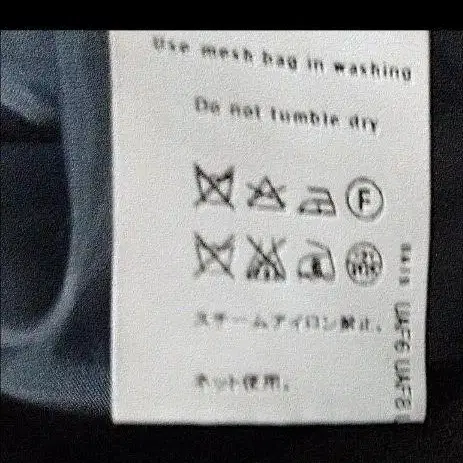 Use mesh bag in washing
Do not tumble dry
F
スチームアイロン禁止。
ネット使用。